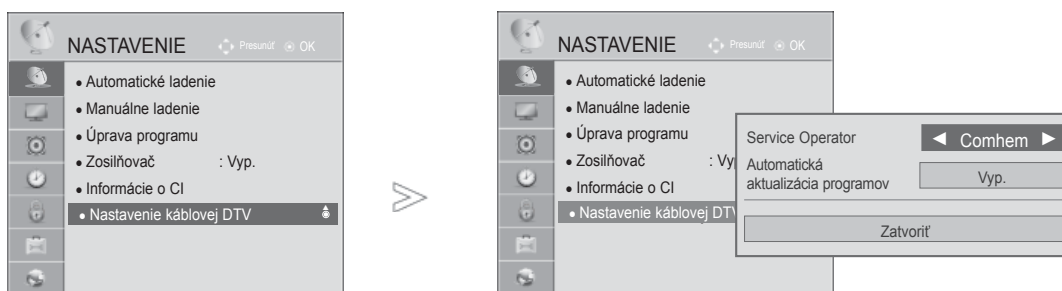 NASTAVENIE Presunúť OK
• Automatické ladenie
• Manuálne ladenie
• Úprava programu
• Zosilňovač : Vyp.
• Informácie o CI
• Nastavenie káblovej DTV
NASTAVENIE Presunúť OK
• Automatické ladenie
• Manuálne ladenie
• Úprava programu
• Zosilňovač : Vy
• Informácie o CI
• Nastavenie káblovej DTV
Service Operator ◄ Comhem ►
Automatická
aktualizácia programov Vyp.
Zatvoriť